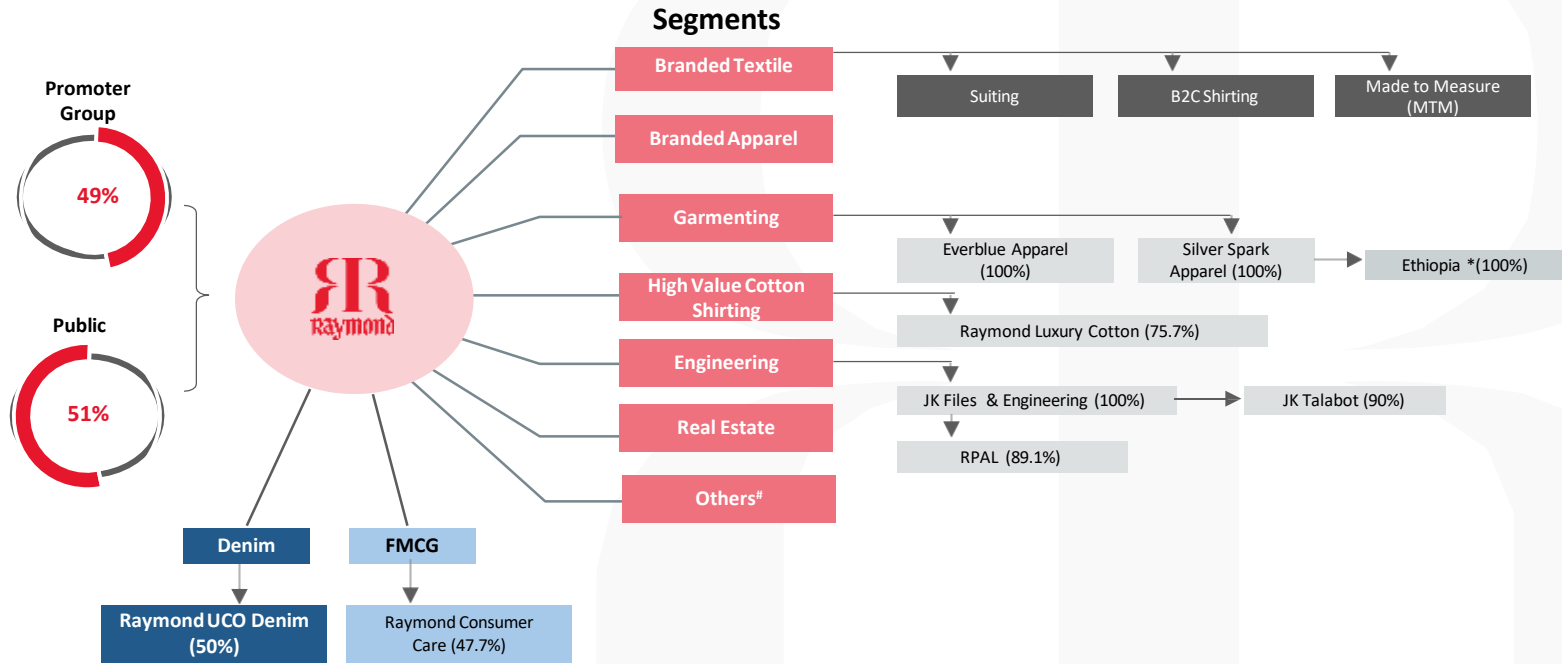 Segments
Promoter
Group
49%
Public
51%
Raymond
Branded Textile
Suiting
B2C Shirting
Made to Measure
(MTM)
Branded Apparel
Garmenting
Everblue Apparel
(100%)
Silver Spark
Apparel (100%)
Ethiopia *(100%)
High Value Cotton
Shirting
Raymond Luxury Cotton (75.7%)
Engineering
JK Files & Engineering (100%)
JK Talabot (90%)
RPAL (89.1%)
Real Estate
Others#
Denim
FMCG
Raymond UCO Denim
(50%)
Raymond Consumer
Care (47.7%)